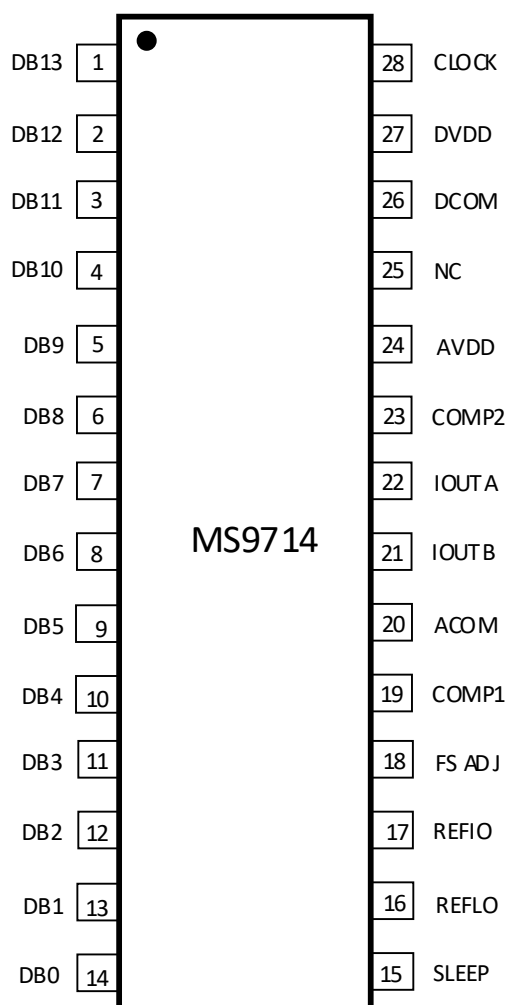 DB13 1 28 CLOCK
DB12 2 27 DVDD
DB11 3 26 DCOM
DB10 4 25 NC
DB9 5 24 AVDD
DB8 6 23 COMP2
DB7 7 22 IOUTA
MS9714
DB6 8 21 IOUTB
DB5 9 20 ACOM
DB4 10 19 COMP1
DB3 11 18 FS ADJ
DB2 12 17 REFIO
DB1 13 16 REFLO
DB0 14 15 SLEEP